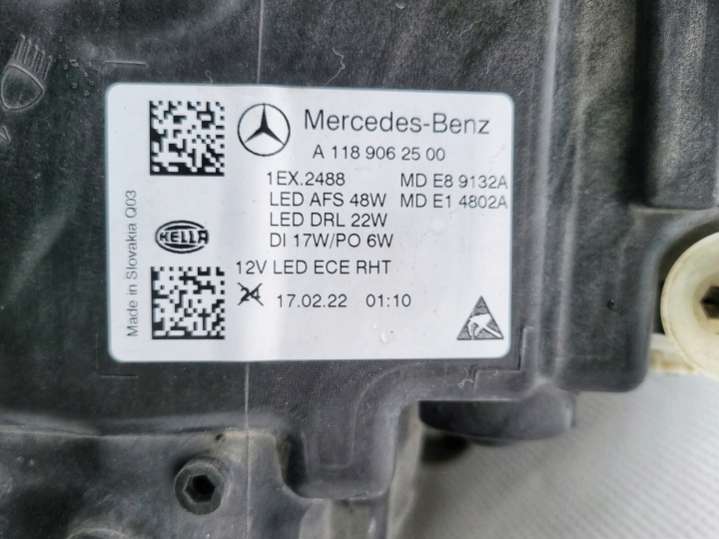 Mercedes-Benz
A 118 906 25 00
1EX.2488 MD E8 9132A
LED AFS 48W MD E1 4802A
LED DRL 22W
DI 17W/PO 6W
12V LED ECE RHT
24 17.02.22 01:10
Made in Slovakia Q03
HELLA